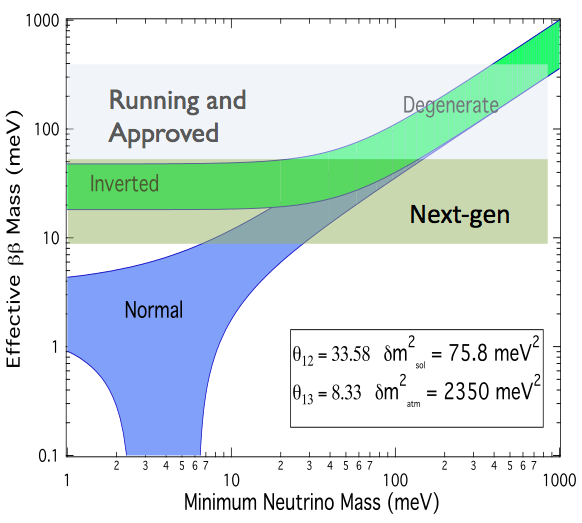 1000
100
10
1
0.1
Effective ββ Mass (meV)
Running and
Approved
Degenerate
Inverted
Next-gen
Normal
θ12 = 33.58 δm²sol = 75.8 meV²
θ13 = 8.33 δm²atm = 2350 meV²
2 3 4 5 6 7 2 3 4 5 6 7 2 3 4 5 6 7
1 10 100 1000
Minimum Neutrino Mass (meV)